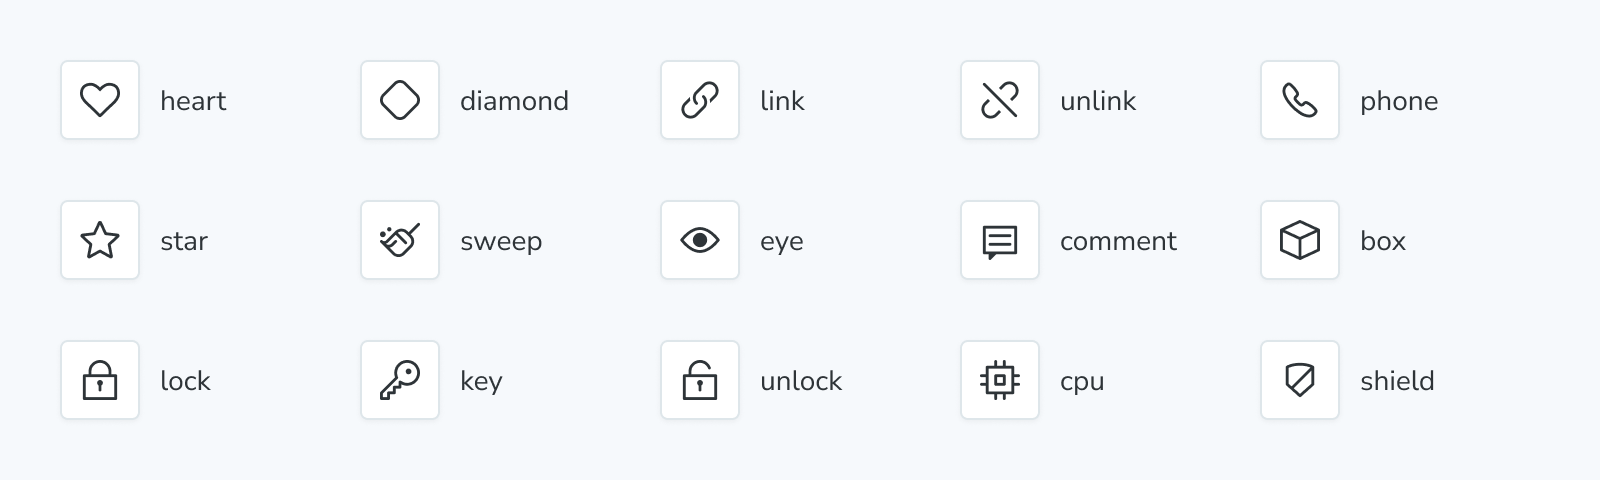 heart diamond link unlink phone
star sweep eye comment box
lock key unlock cpu shield